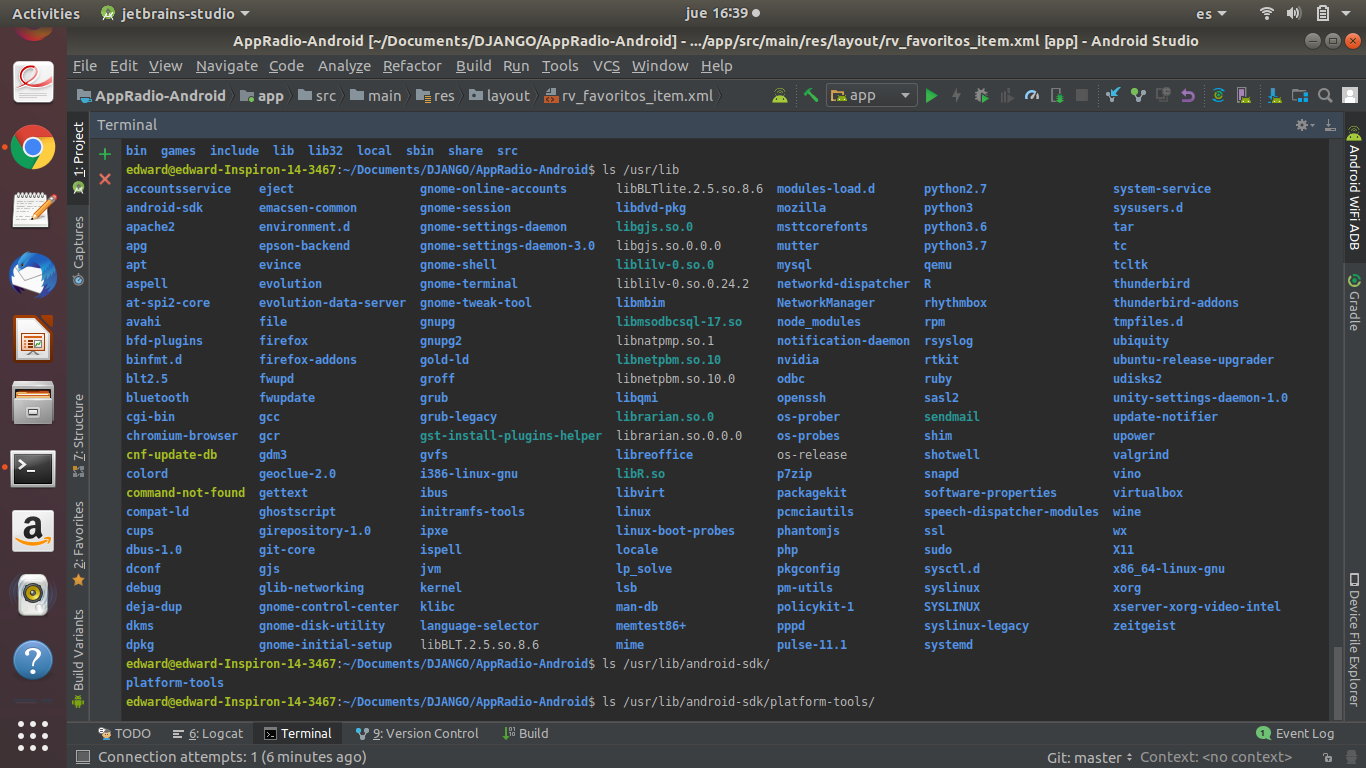 Activities jetbrains-studio jue 16:39 es
AppRadio-Android [~/Documents/DJANGO/AppRadio-Android] - .../app/src/main/res/layout/rv_favoritos_item.xml [app] - Android Studio
File Edit View Navigate Code Analyze Refactor Build Run Tools VCS Window Help
AppRadio-Android app src main res layout rv_favoritos_item.xml app
Terminal
1: Project
Captures
7: Structure
2: Favorites
Build Variants
bin games include lib lib32 local sbin share src
edward@edward-Inspiron-14-3467:~/Documents/DJANGO/AppRadio-Android$ ls /usr/lib
accountsservice eject gnome-online-accounts libBLTlite.2.5.so.8.6 modules-load.d python2.7 system-service
android-sdk emacsen-common gnome-session libdvd-pkg mozilla python3 sysusers.d
apache2 environment.d gnome-settings-daemon libgjs.so.0 msttcorefonts python3.6 tar
apg epson-backend gnome-settings-daemon-3.0 libgjs.so.0.0.0 mutter python3.7 tc
apt evince gnome-shell liblilv-0.so.0 mysql qemu tcltk
aspell evolution gnome-terminal liblilv-0.so.0.24.2 networkd-dispatcher R thunderbird
at-spi2-core evolution-data-server gnome-tweak-tool libmbim NetworkManager rhythmbox thunderbird-addons
avahi file gnupg libmsodbcsql-17.so node_modules rpm tmpfiles.d
bfd-plugins firefox gnupg2 libnatpmp.so.1 notification-daemon rsyslog ubiquity
binfmt.d firefox-addons gold-ld libnetpbm.so.10 nvidia rtkit ubuntu-release-upgrader
blt2.5 fwupd groff libnetpbm.so.10.0 odbc ruby udisks2
bluetooth fwupdate grub libqmi openssh sasl2 unity-settings-daemon-1.0
cgi-bin gcc grub-legacy librarian.so.0 os-prober sendmail update-notifier
chromium-browser gcr gst-install-plugins-helper librarian.so.0.0.0 os-probes shim upower
cnf-update-db gdm3 gvfs libreoffice os-release shotwell valgrind
colord geoclue-2.0 i386-linux-gnu libR.so p7zip snapd vino
command-not-found gettext ibus libvirt packagekit software-properties virtualbox
compat-ld ghostscript initramfs-tools linux pcmciautils speech-dispatcher-modules wine
cups girepository-1.0 ipxe linux-boot-probes phantomjs ssl wx
dbus-1.0 git-core ispell locale php sudo X11
dconf gjs jvm lp_solve pkgconfig sysctl.d x86_64-linux-gnu
debug glib-networking kernel lsb pm-utils syslinux xorg
deja-dup gnome-control-center klibc man-db policykit-1 SYSLINUX xserver-xorg-video-intel
dkms gnome-disk-utility language-selector memtest86+ pppd syslinux-legacy zeitgeist
dpkg gnome-initial-setup libBLT.2.5.so.8.6 mime pulse-11.1 systemd
edward@edward-Inspiron-14-3467:~/Documents/DJANGO/AppRadio-Android$ ls /usr/lib/android-sdk/
platform-tools
edward@edward-Inspiron-14-3467:~/Documents/DJANGO/AppRadio-Android$ ls /usr/lib/android-sdk/platform-tools/
Android WiFi ADB
Gradle
Device File Explorer
TODO 6: Logcat Terminal 9: Version Control Build 1 Event Log
Connection attempts: 1 (6 minutes ago) Git: master Context: <no context>